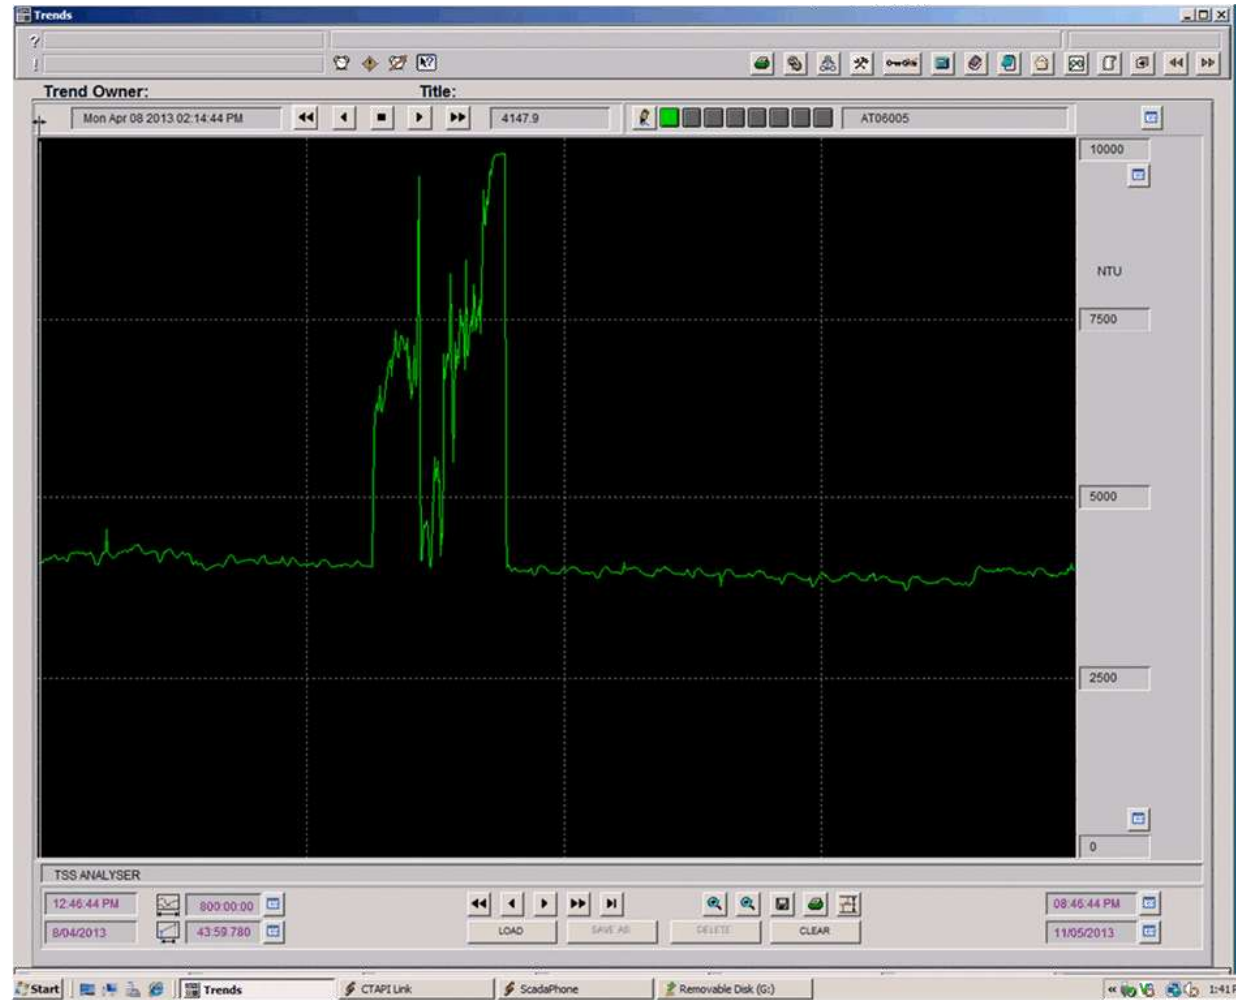 Trends
?
!
Trend Owner: Title:
Mon Apr 08 2013 02:14:44 PM 4147.9 AT06005
10000
NTU
7500
5000
2500
0
TSS ANALYSER
12:46:44 PM 800:00:00 08:46:44 PM
8/04/2013 43:59.780 11/05/2013
LOAD SAVE AS DELETE CLEAR
Start Trends CTAPI Link ScadaPhone Removable Disk (G:) 1:41